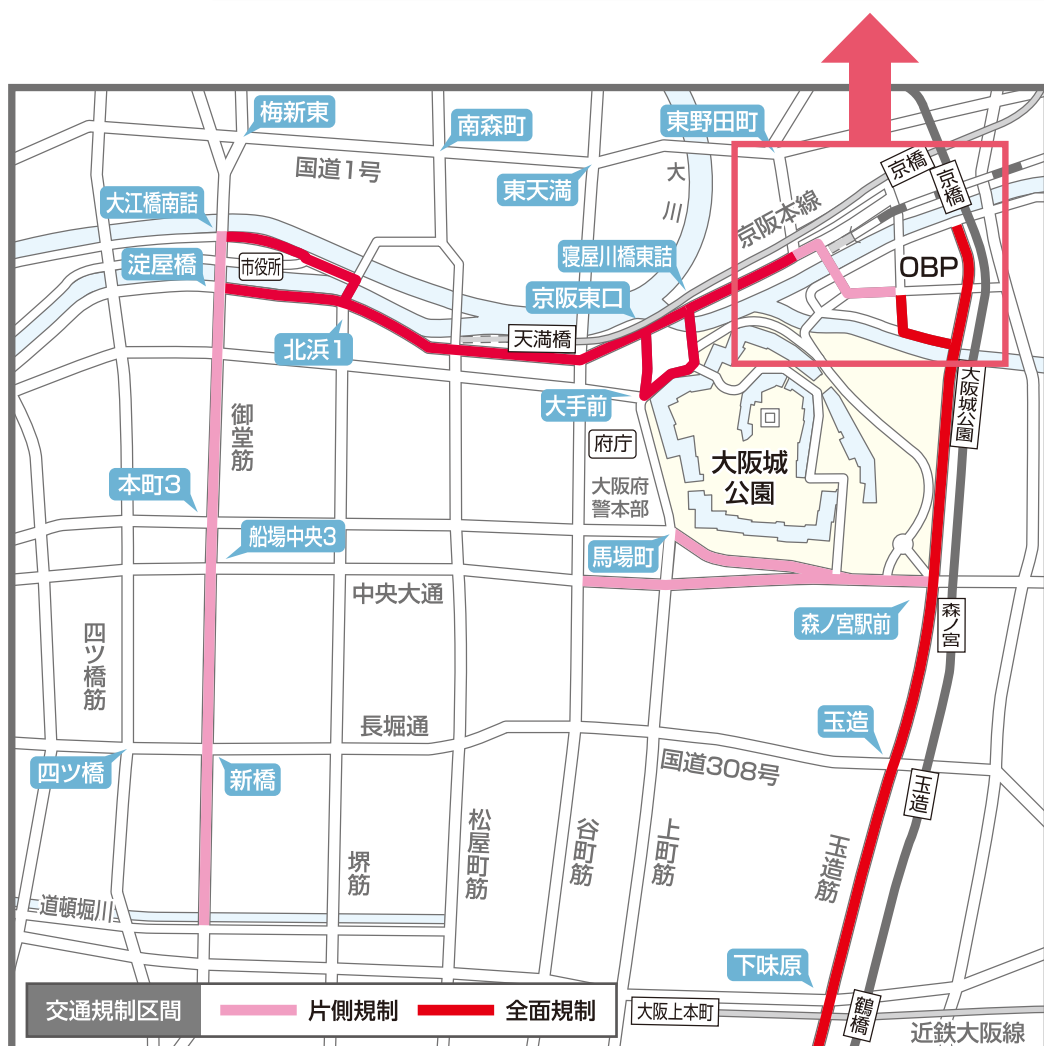 梅新東
南森町
東野田町
国道1号
東天満
大川
京橋
京橋
大江橋南詰
京阪本線
淀屋橋
市役所
寝屋川橋東詰
OBP
京阪東口
天満橋
北浜1
大阪城公園
大手前
御堂筋
府庁
大阪城
公園
本町3
大阪府
警本部
船場中央3
馬場町
中央大通
森ノ宮駅前
森ノ宮
四ツ橋筋
長堀通
玉造
国道308号
四ツ橋
新橋
玉造
堺筋
松屋町筋
谷町筋
上町筋
玉造筋
道頓堀川
下味原
交通規制区間
片側規制
全面規制
大阪上本町
鶴橋
近鉄大阪線